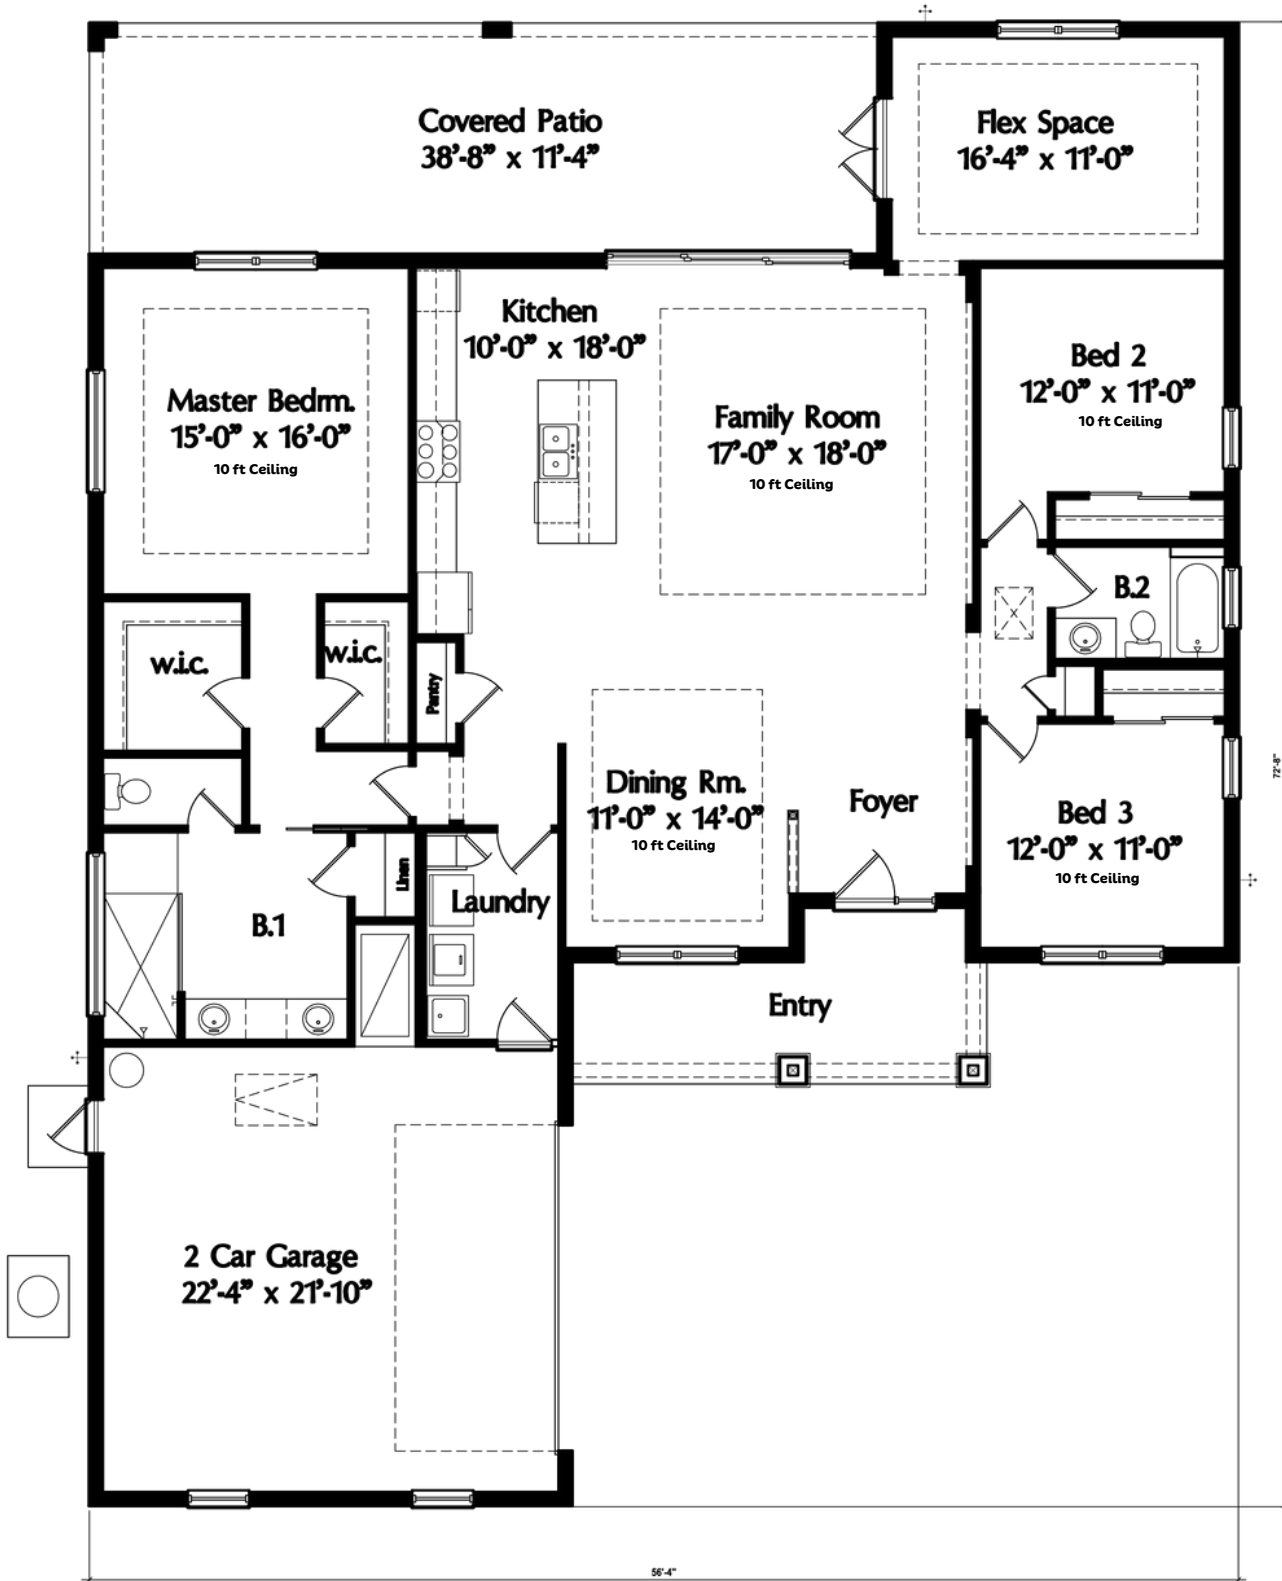 Covered Patio
38'-8" x 11'-4"
Flex Space
16'-4" x 11'-0"
Kitchen
10'-0" x 18'-0"
Master Bedrm.
15'-0" x 16'-0"
10 ft Ceiling
Family Room
17'-0" x 18'-0"
10 ft Ceiling
Bed 2
12'-0" x 11'-0"
10 ft Ceiling
B.2
w.i.c.
w.i.c.
Pantry
Dining Rm.
11'-0" x 14'-0"
10 ft Ceiling
Foyer
Bed 3
12'-0" x 11'-0"
10 ft Ceiling
72'-8"
Linen
Laundry
B.1
Entry
2 Car Garage
22'-4" x 21'-10"
56'-4"